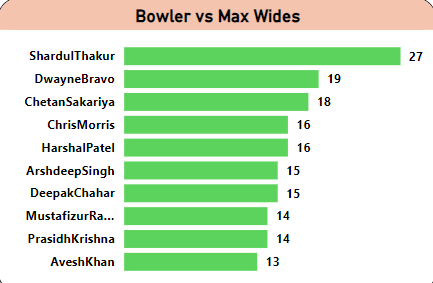 Bowler vs Max Wides
ShardulThakur 27
DwayneBravo 19
ChetanSakariya 18
ChrisMorris 16
HarshalPatel 16
ArshdeepSingh 15
DeepakChahar 15
MustafizurRa... 14
PrasidhKrishna 14
AveshKhan 13